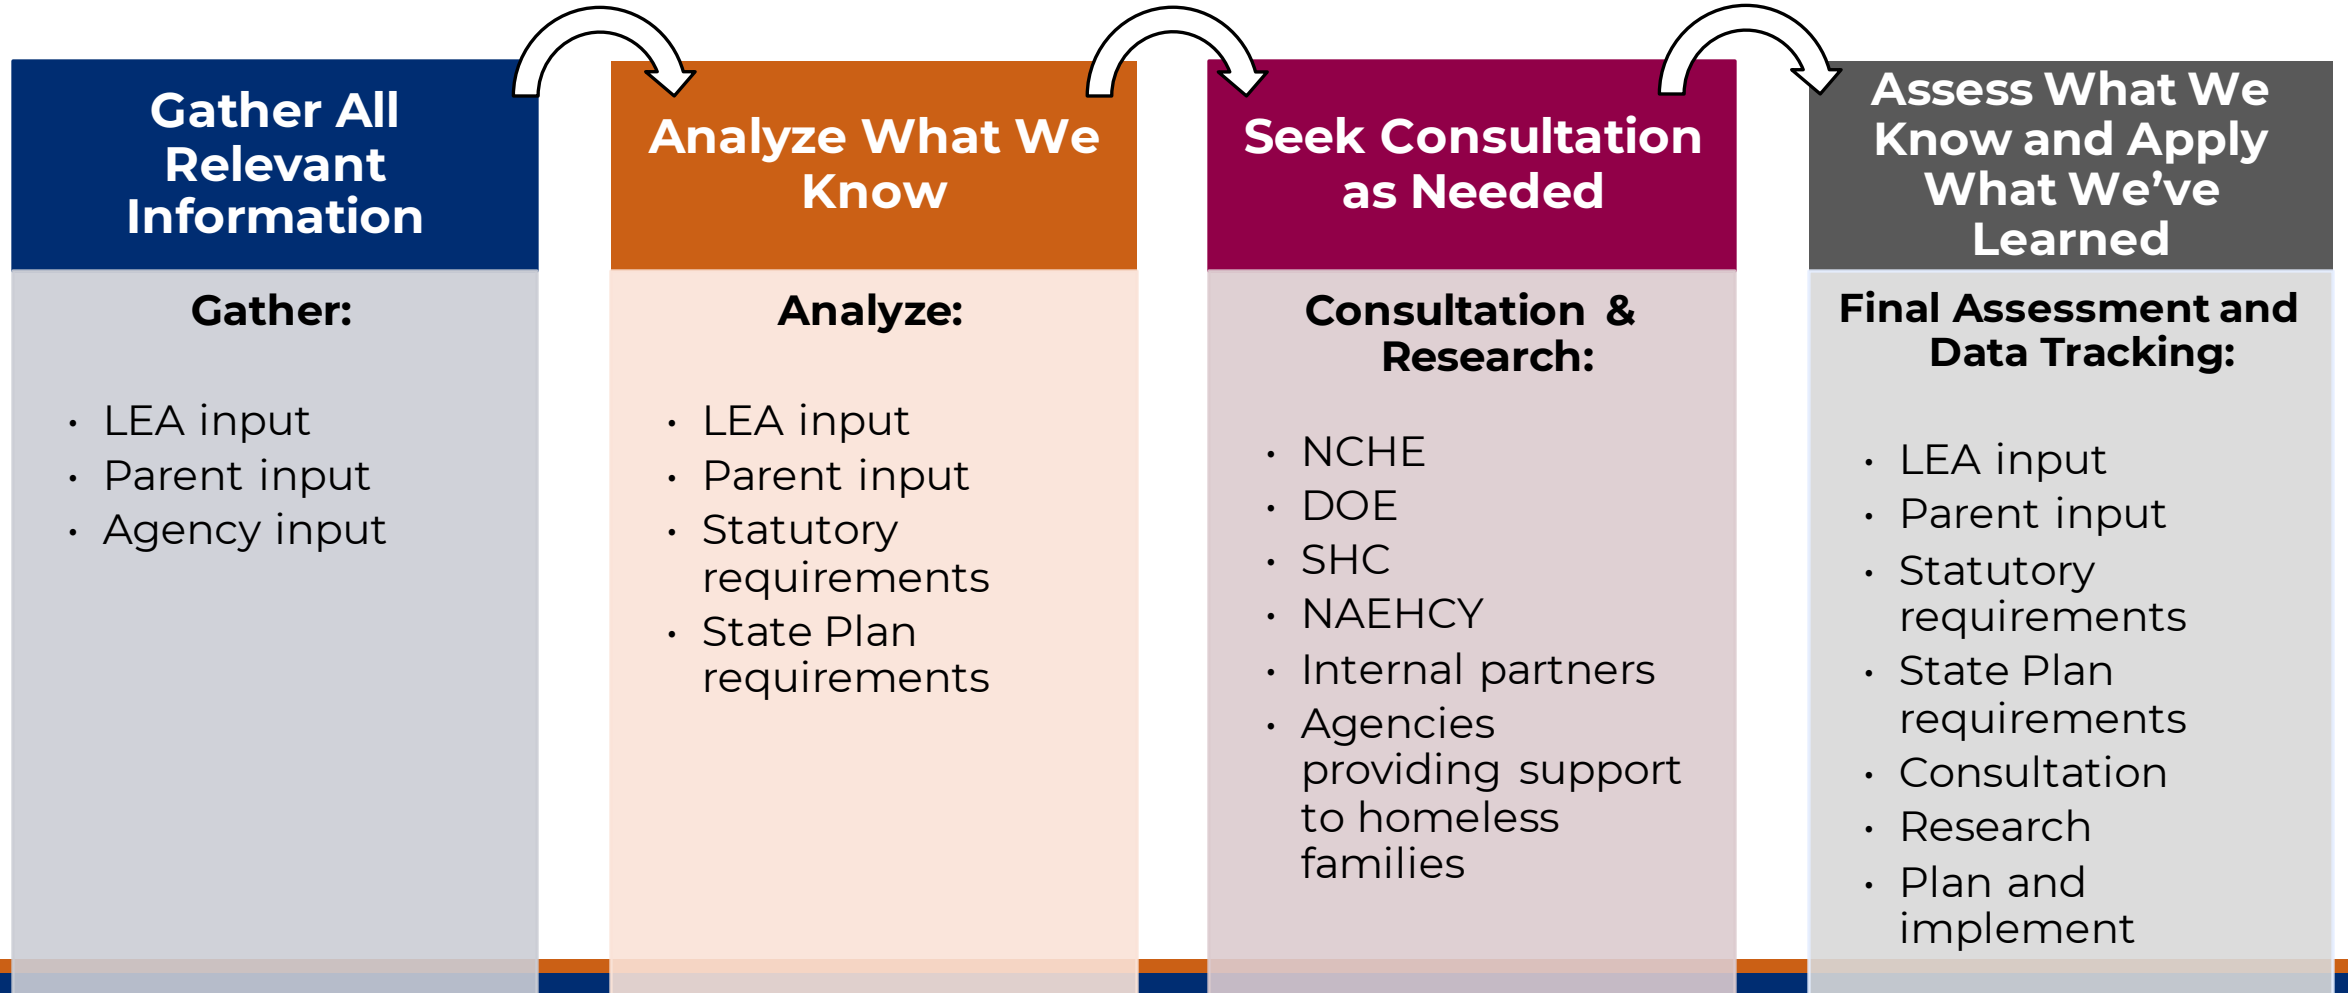 Gather All
Relevant
Information
Gather:
· LEA input
· Parent input
· Agency input
Analyze What We
Know
Analyze:
· LEA input
· Parent input
· Statutory
requirements
· State Plan
requirements
Seek Consultation
as Needed
Consultation &
Research:
· NCHE
· DOE
· SHC
· NAEHCY
· Internal partners
· Agencies
providing support
to homeless
families
Assess What We
Know and Apply
What We’ve
Learned
Final Assessment and
Data Tracking:
· LEA input
· Parent input
· Statutory
requirements
· State Plan
requirements
· Consultation
· Research
· Plan and
implement